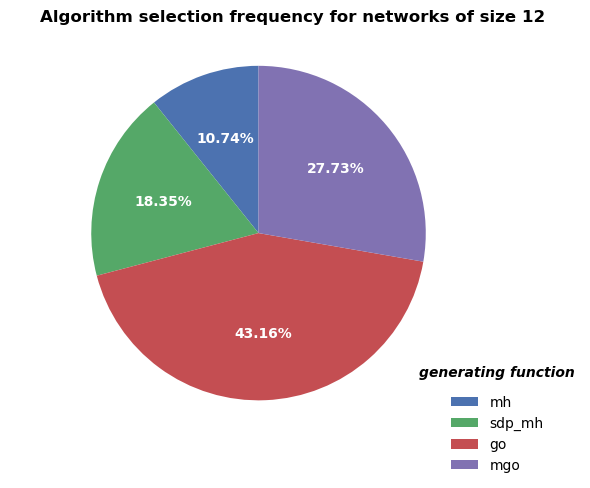 Algorithm selection frequency for networks of size 12
10.74%
27.73%
18.35%
43.16%
generating function
mh
sdp_mh
go
mgo